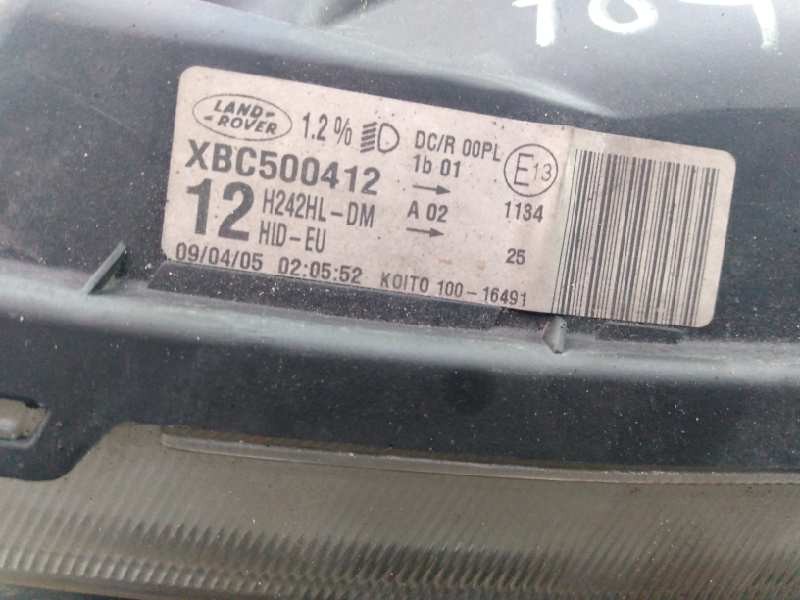 784
LAND-
-ROVER
1.2%
DC/R 00PL
1b 01
E13
XBC500412
12
H242HL-DM
HID-EU
A 02
1134
25
09/04/05 02:05:52 KOITO 100-16491